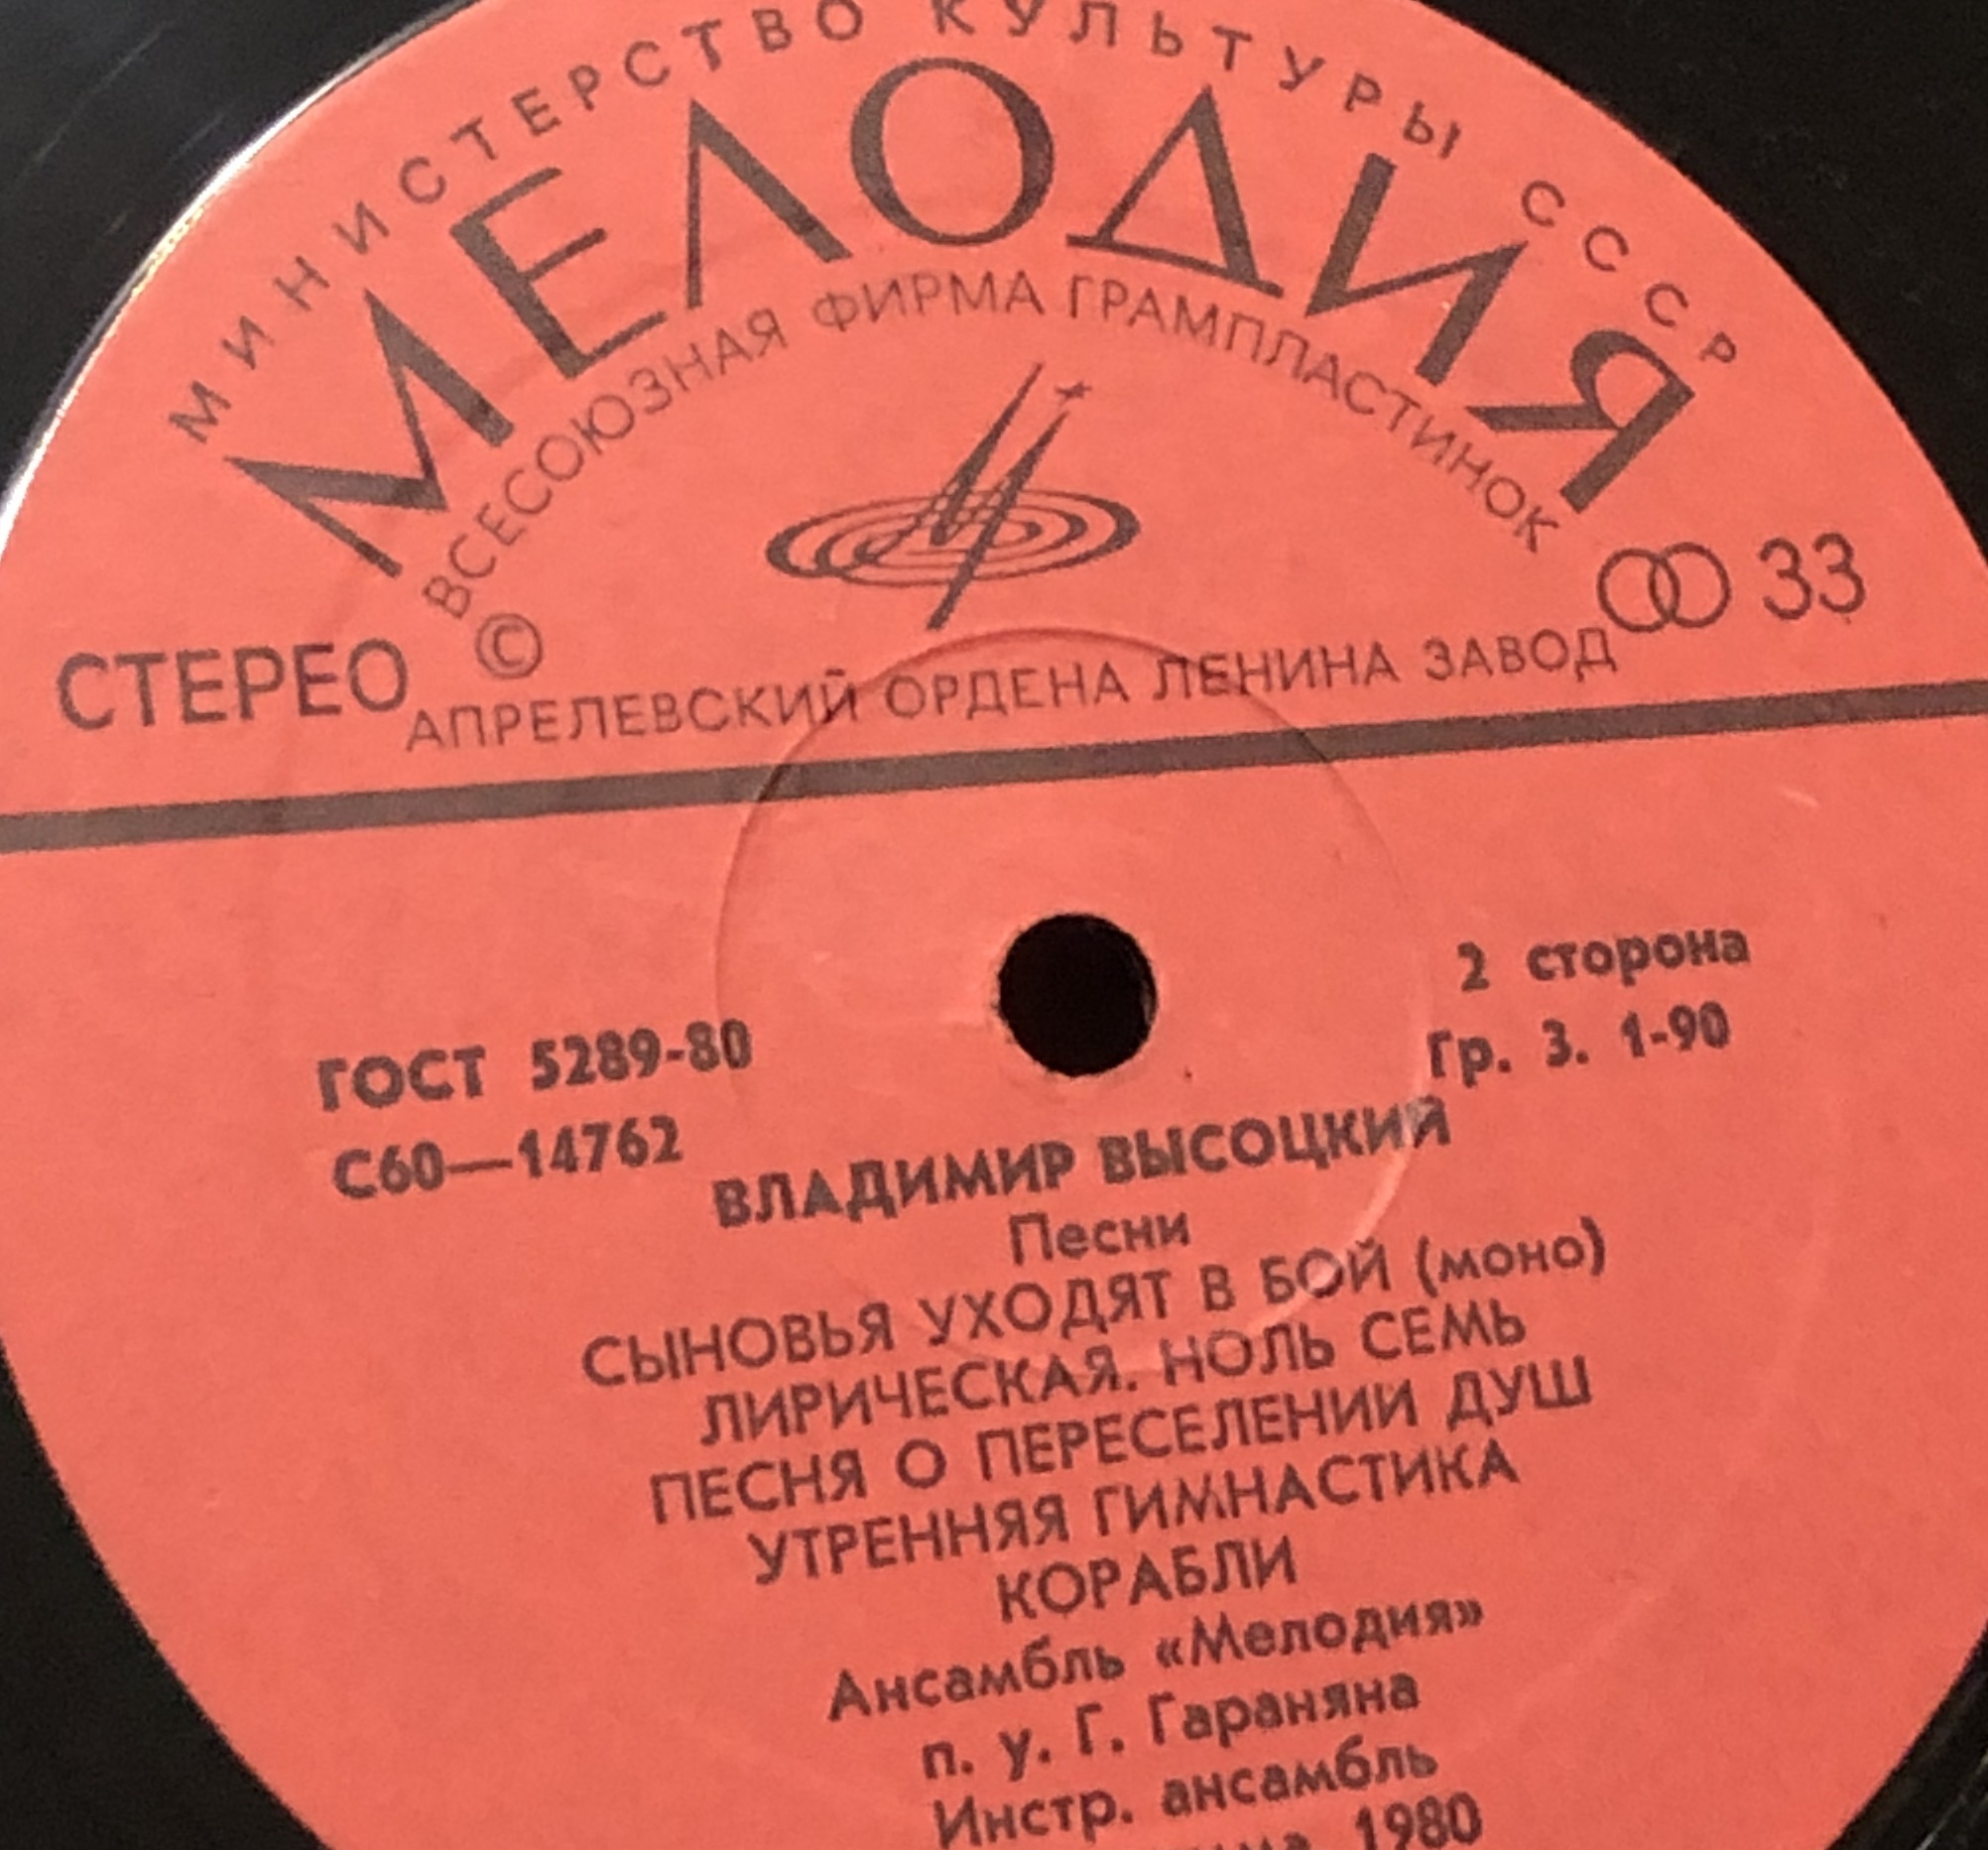 МИНИСТЕРСТВО КУЛЬТУРЫ СССР
МЕЛОДИЯ
ВСЕСОЮЗНАЯ ФИРМА ГРАМПЛАСТИНОК
33
СТЕРЕО
©
АПРЕЛЕВСКИЙ ОРДЕНА ЛЕНИНА ЗАВОД
2 сторона
ГОСТ 5289-80
Гр. 3. 1-90
С60—14762
ВЛАДИМИР ВЫСОЦКИЙ
Песни
СЫНОВЬЯ УХОДЯТ В БОЙ (моно)
ЛИРИЧЕСКАЯ. НОЛЬ СЕМЬ
ПЕСНЯ О ПЕРЕСЕЛЕНИИ ДУШ
УТРЕННЯЯ ГИМНАСТИКА
КОРАБЛИ
Ансамбль «Мелодия»
п. у. Г. Гараняна
Инстр. ансамбль
1980